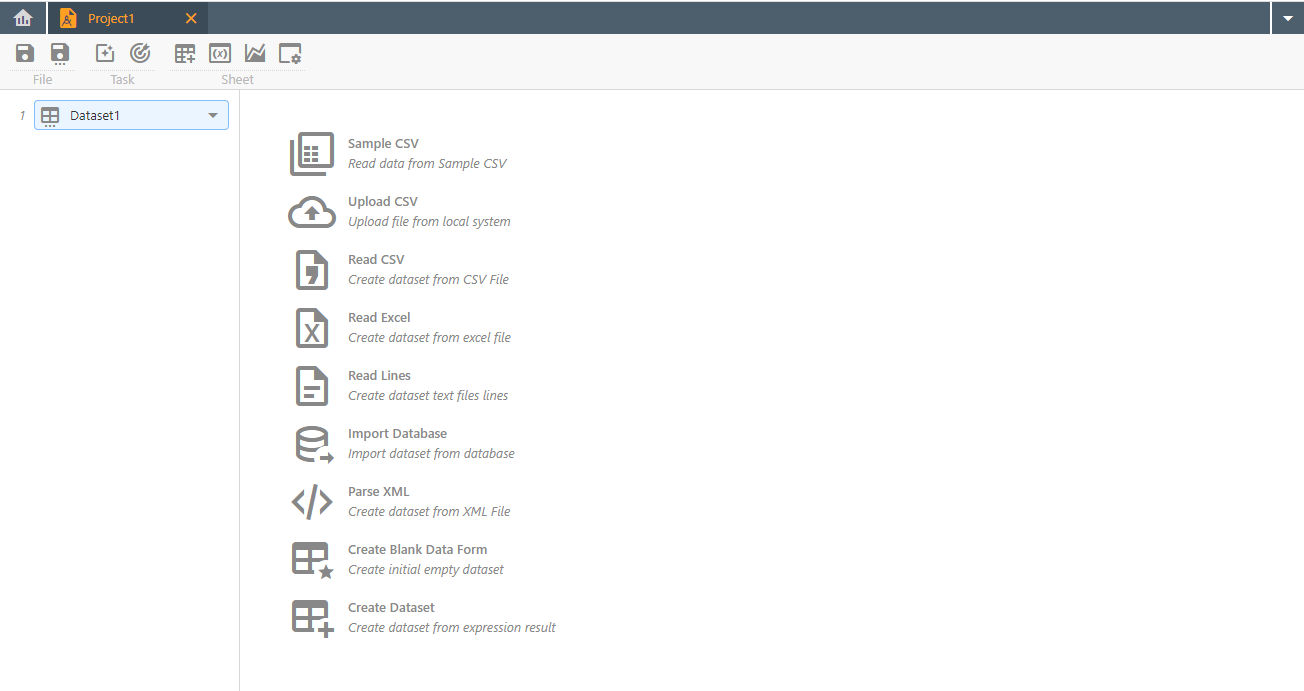 Project1
File
Task
Sheet
1
Dataset1
Sample CSV
Read data from Sample CSV
Upload CSV
Upload file from local system
Read CSV
Create dataset from CSV File
Read Excel
Create dataset from excel file
Read Lines
Create dataset text files lines
Import Database
Import dataset from database
Parse XML
Create dataset from XML File
Create Blank Data Form
Create initial empty dataset
Create Dataset
Create dataset from expression result